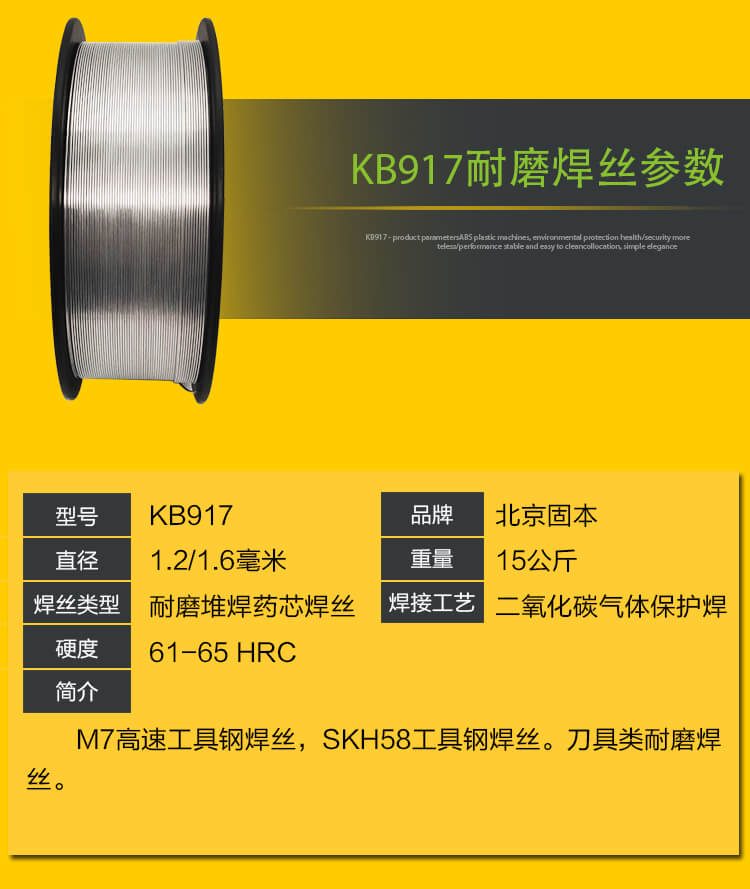 KB917耐磨焊丝参数
KB917 - product parametersABS plastic machines, environmental protection health/security more
teless/performance stable and easy to cleancollocation, simple elegance
型号 KB917 品牌 北京固本
直径 1.2/1.6毫米 重量 15公斤
焊丝类型 耐磨堆焊药芯焊丝 焊接工艺 二氧化碳气体保护焊
硬度 61-65 HRC
简介
M7高速工具钢焊丝，SKH58工具钢焊丝。刀具类耐磨焊
丝。